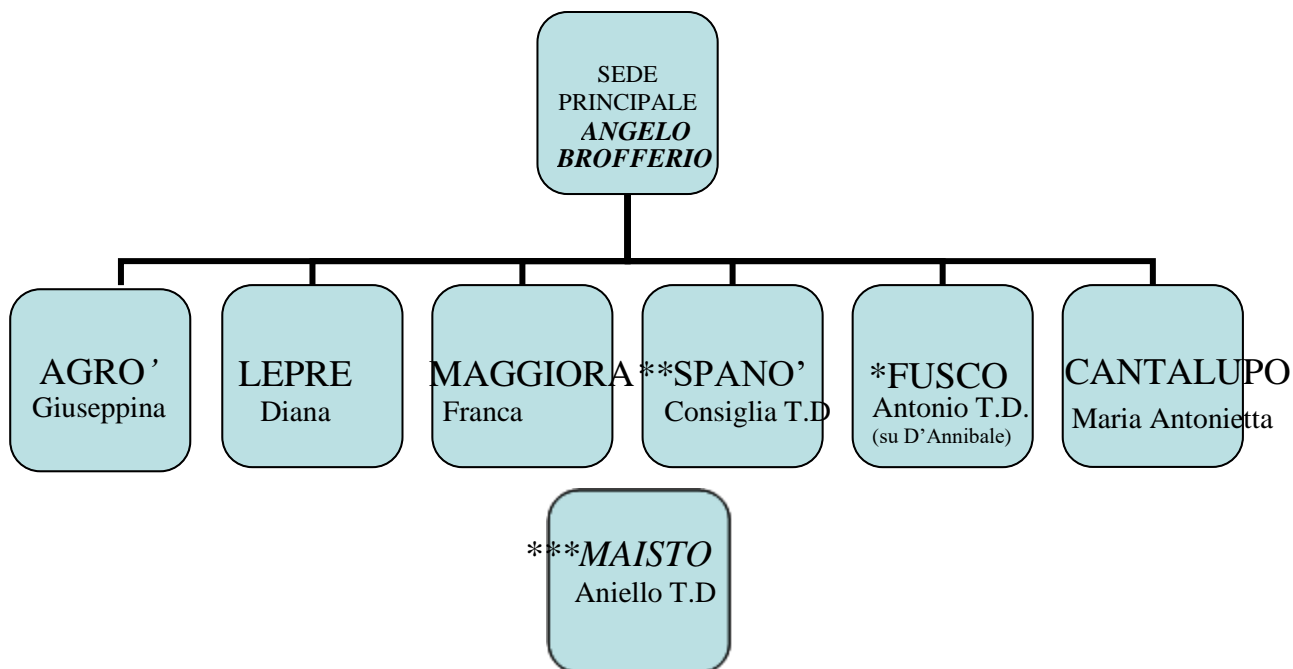 SEDE
PRINCIPALE
ANGELO
BROFFERIO
AGRO’
Giuseppina
LEPRE
Diana
MAGGIORA
Franca
**SPANO’
Consiglia T.D
*FUSCO
Antonio T.D.
(su D’Annibale)
CANTALUPO
Maria Antonietta
***MAISTO
Aniello T.D